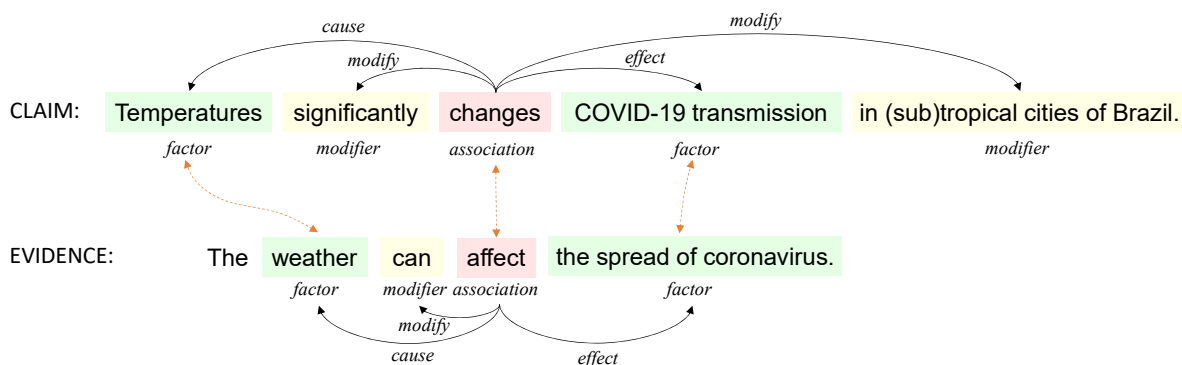 cause
modify
modify
effect
CLAIM: Temperatures significantly changes COVID-19 transmission in (sub)tropical cities of Brazil.
factor modifier association factor modifier
EVIDENCE: The weather can affect the spread of coronavirus.
factor modifier association factor
modify
cause effect